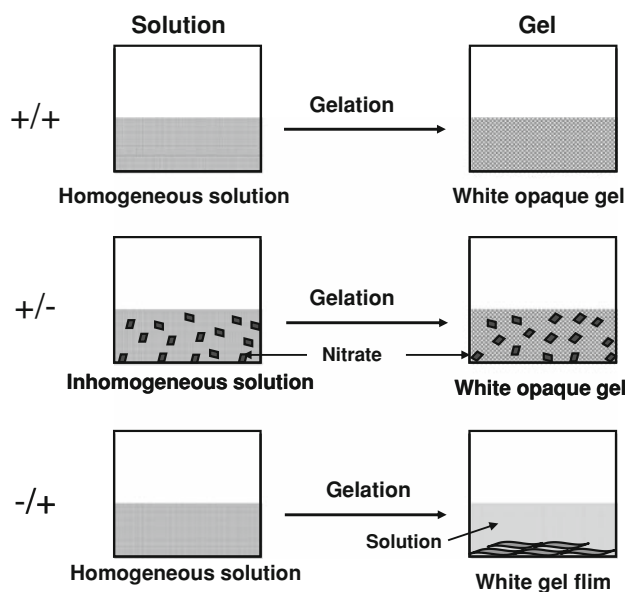 Solution Gel
+/+ Gelation
Homogeneous solution White opaque gel
+/- Gelation
Nitrate
Inhomogeneous solution White opaque gel
-/+ Gelation
Solution
Homogeneous solution White gel flim